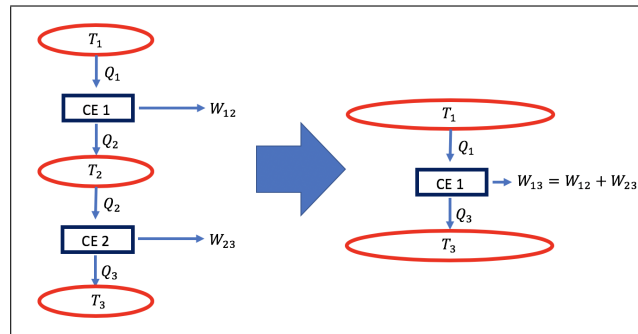 T₁
Q₁
CE 1
W₁₂
Q₂
T₂
Q₂
CE 2
W₂₃
Q₃
T₃
T₁
Q₁
CE 1
W₁₃ = W₁₂ + W₂₃
Q₃
T₃